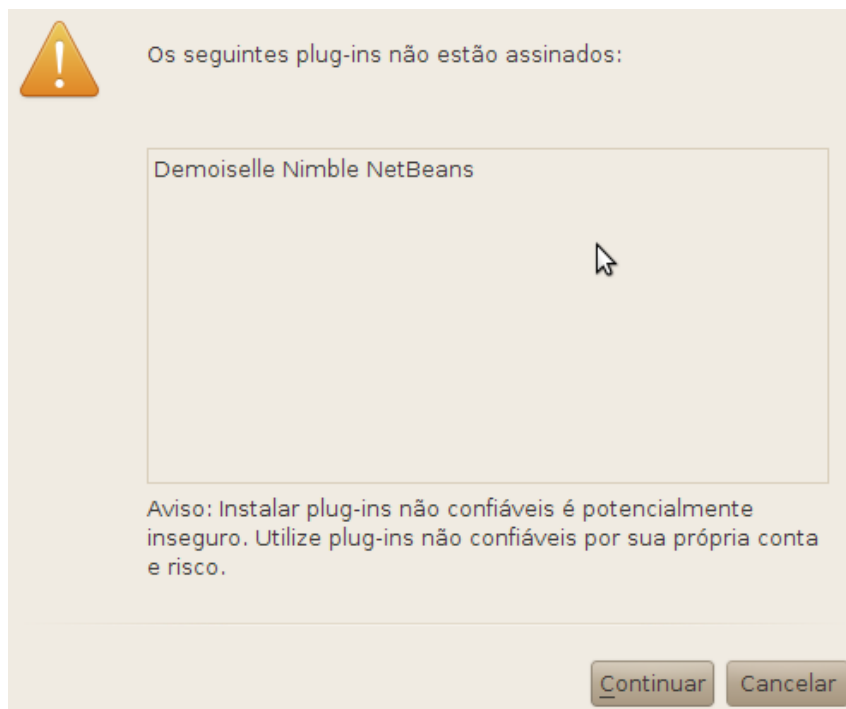 Os seguintes plug-ins não estão assinados:
Demoiselle Nimble NetBeans
Aviso: Instalar plug-ins não confiáveis é potencialmente
inseguro. Utilize plug-ins não confiáveis por sua própria conta
e risco.
Continuar
Cancelar